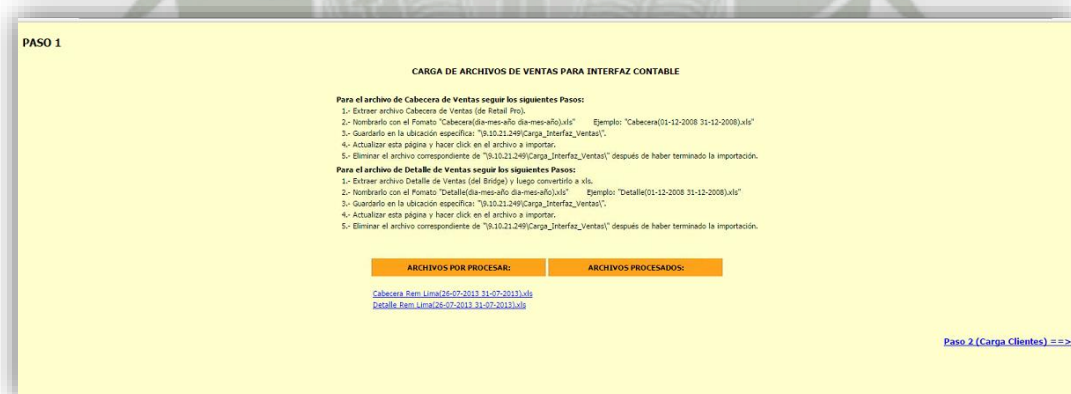 PASO 1
CARGA DE ARCHIVOS DE VENTAS PARA INTERFAZ CONTABLE
Para el archivo de Cabecera de Ventas seguir los siguientes Pasos:
1.- Extraer archivo Cabecera de Ventas (de Retail Pro).
2.- Nombrarlo con el Fomato "Cabecera(dia-mes-año dia-mes-año).xls" Ejemplo: "Cabecera(01-12-2008 31-12-2008).xls"
3.- Guardarlo en la ubicación específica: "\9.10.21.249\Carga_Interfaz_Ventas\".
4.- Actualizar esta página y hacer click en el archivo a importar.
5.- Eliminar el archivo correspondiente de "\9.10.21.249\Carga_Interfaz_Ventas\" después de haber terminado la importación.
Para el archivo de Detalle de Ventas seguir los siguientes Pasos:
1.- Extraer archivo Detalle de Ventas (del Bridge) y luego convertirlo a xls.
2.- Nombrarlo con el Fomato "Detalle(dia-mes-año dia-mes-año).xls" Ejemplo: "Detalle(01-12-2008 31-12-2008).xls"
3.- Guardarlo en la ubicación específica: "\9.10.21.249\Carga_Interfaz_Ventas\".
4.- Actualizar esta página y hacer click en el archivo a importar.
5.- Eliminar el archivo correspondiente de "\9.10.21.249\Carga_Interfaz_Ventas\" después de haber terminado la importación.
ARCHIVOS POR PROCESAR: ARCHIVOS PROCESADOS:
Cabecera Rem Lima(26-07-2013 31-07-2013).xls
Detalle Rem Lima(26-07-2013 31-07-2013).xls
Paso 2 (Carga Clientes) ==>